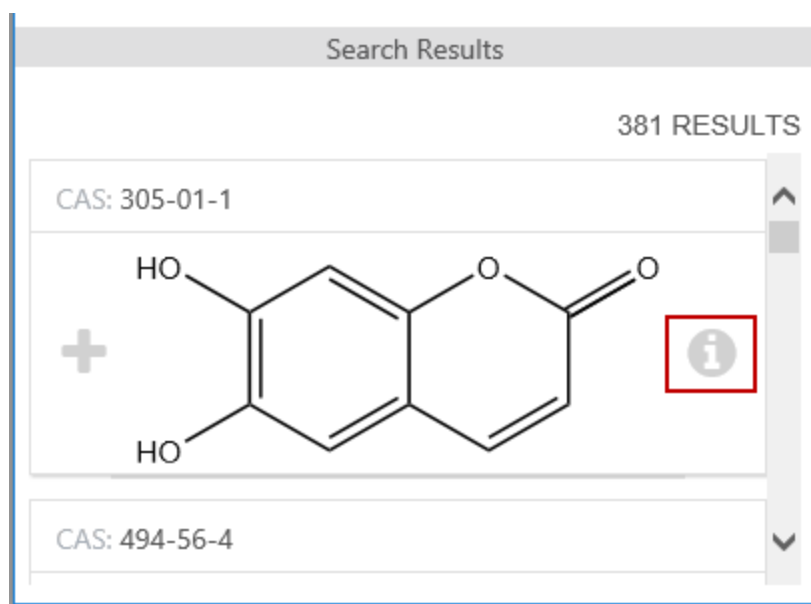 Search Results
381 RESULTS
CAS: 305-01-1
HO
O
O
HO
CAS: 494-56-4